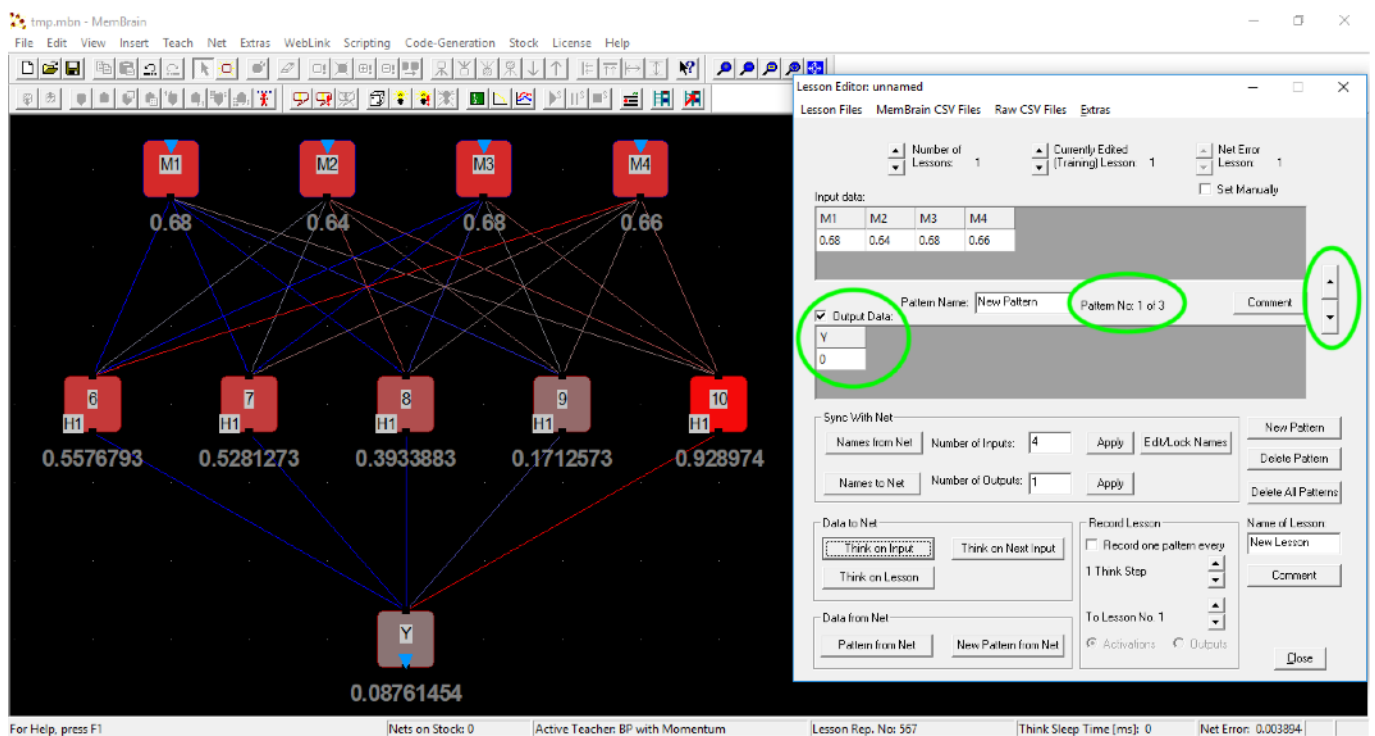 tmp.mbn - MemBrain
File Edit View Insert Teach Net Extras WebLink Scripting Code-Generation Stock License Help
Lesson Editor: unnamed
Lesson Files MemBrain CSV Files Raw CSV Files Extras
Number of Lessons: 1
Currently Edited (Training) Lesson: 1
Net Error Lesson: 1
Set Manually
Input data:
M1 M2 M3 M4
0.68 0.64 0.68 0.66
Pattern Name: New Pattern Pattern No: 1 of 3 Comment
Output Data:
Y
0
Sync With Net
Names from Net Number of Inputs: 4 Apply Edit/Lock Names
Names to Net Number of Outputs: 1 Apply
New Pattern
Delete Pattern
Delete All Patterns
Data to Net
Think on Input Think on Next Input
Think on Lesson
Record Lesson
Record one pattern every
1 Think Step
To Lesson No. 1
Activations Outputs
Name of Lesson:
New Lesson
Comment
Data from Net
Pattern from Net New Pattern from Net
Close
M1 M2 M3 M4
0.68 0.64 0.68 0.66
6 7 8 9 10
H1 H1 H1 H1 H1
0.5576793 0.5281273 0.3933883 0.1712573 0.928974
Y
0.08761454
For Help, press F1 Nets on Stock: 0 Active Teacher: BP with Momentum Lesson Rep. No: 567 Think Sleep Time [ms]: 0 Net Error: 0.003894